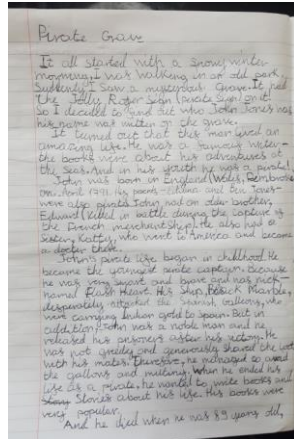 Pirate Grave
It all started with a snowy winter
morning. I was walking in an old park.
Suddenly I saw a mysterious grave. It had
the Jolly Roger sign (pirate sign) on it!
So I decided to find out who John Jones was
his name was written on the grave.
It turned out that this man lived an
amazing life. He was a famous writer -
the books were about his adventures at
the seas. And in his youth he was a pirate!
John was born in England (Wales, Pembroke
on April 1791. His parents - and Ben Jones -
were also pirates. John had an older brother,
Edward (killed in battle during the capture of
the French merchantship). He also had a
sister, Katty, who went to America and became
a doctor there.
John's pirate life began in childhood. He
became the youngest pirate captain. Because
he was very smart and brave and was nick-
named Flash Heart. His ship, Black Marble,
desperately attacked the Spanish galleons, who
were carrying Indian gold to Spain. But in
addition, John was a noble man and he
released his prisoners after his victory. He
was not greedy and generously shared the loot
with his mates. Therefore, he managed to avoid
the gallows and mutiny. When he ended his
life as a pirate, he wanted to write books and
stories about his life. His books were
very popular.
And he died when he was 89 years old,